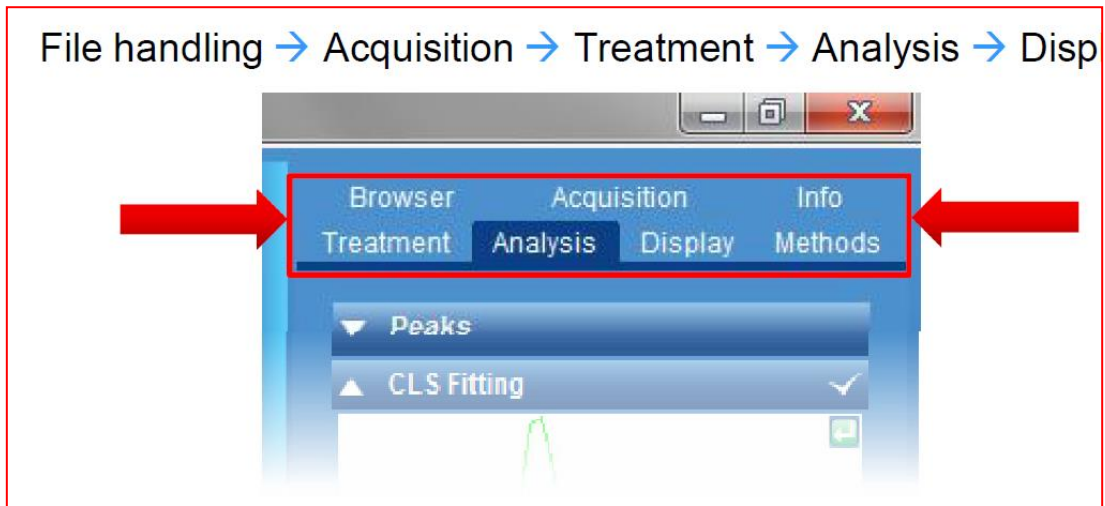 File handling → Acquisition → Treatment → Analysis → Disp
Browser Acquisition Info
Treatment Analysis Display Methods
Peaks
CLS Fitting